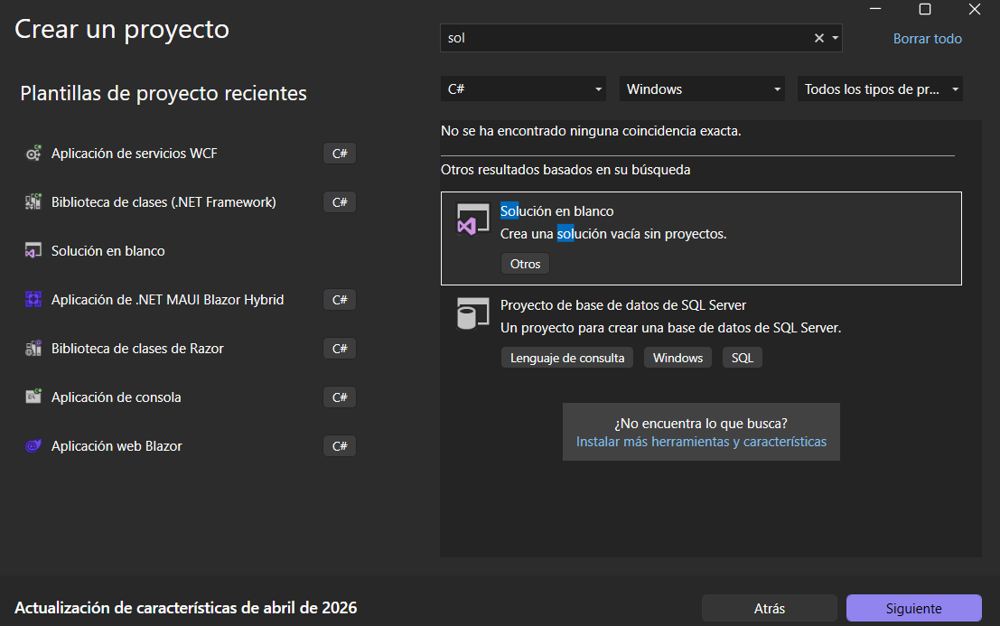 Crear un proyecto
sol
Borrar todo
Plantillas de proyecto recientes
C#
Windows
Todos los tipos de pr...
Aplicación de servicios WCF
C#
Biblioteca de clases (.NET Framework)
C#
Solución en blanco
Aplicación de .NET MAUI Blazor Hybrid
C#
Biblioteca de clases de Razor
C#
Aplicación de consola
C#
Aplicación web Blazor
C#
No se ha encontrado ninguna coincidencia exacta.
Otros resultados basados en su búsqueda
Solución en blanco
Crea una solución vacía sin proyectos.
Otros
Proyecto de base de datos de SQL Server
Un proyecto para crear una base de datos de SQL Server.
Lenguaje de consulta
Windows
SQL
¿No encuentra lo que busca?
Instalar más herramientas y características
Actualización de características de abril de 2026
Atrás
Siguiente